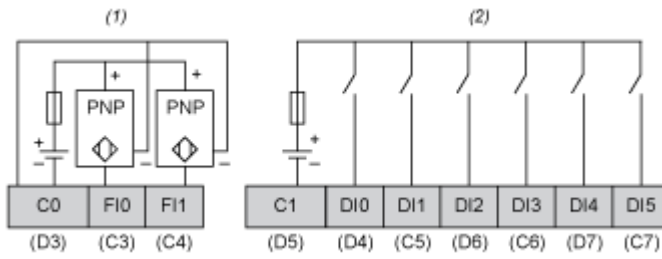 (1) (2)
+ +
PNP PNP
+ +
− − − −
C0 FI0 FI1 C1 DI0 DI1 DI2 DI3 DI4 DI5
(D3) (C3) (C4) (D5) (D4) (C5) (D6) (C6) (D7) (C7)